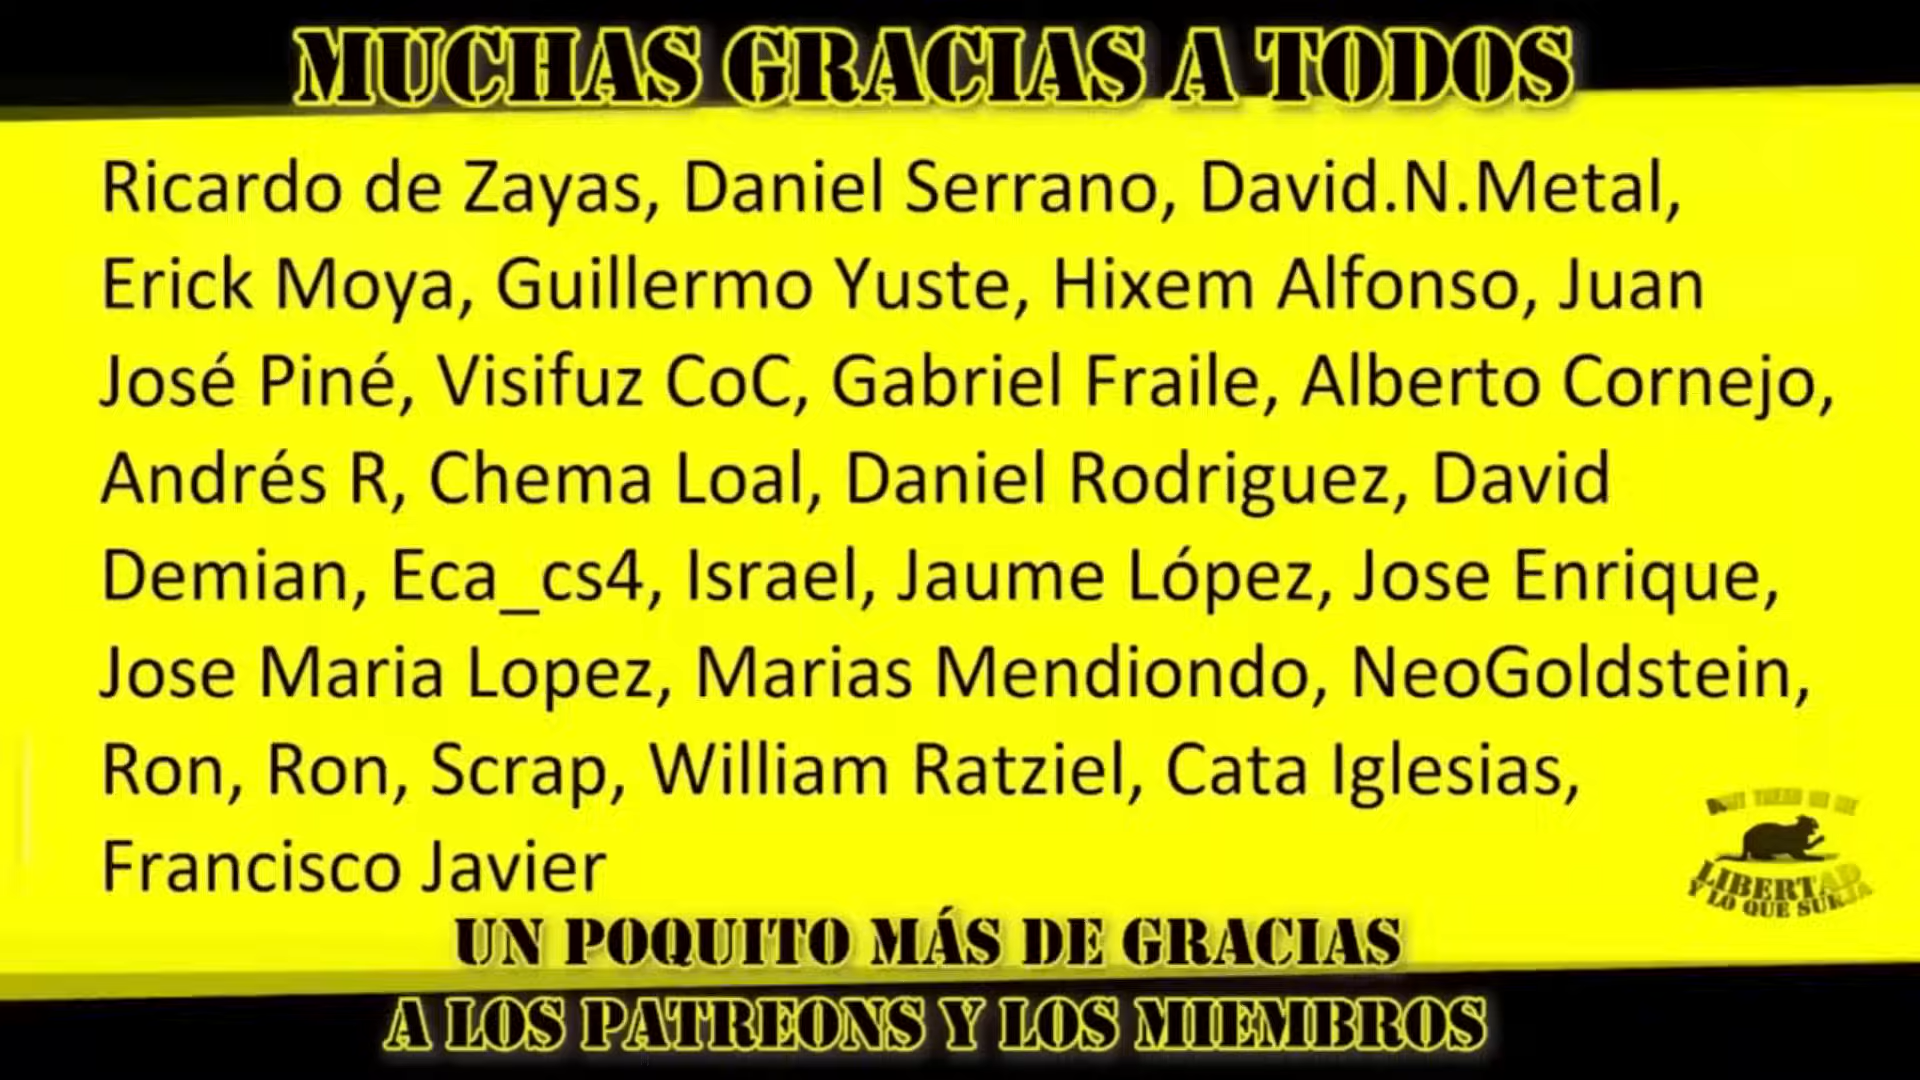 MUCHAS GRACIAS A TODOS
Ricardo de Zayas, Daniel Serrano, David.N.Metal,
Erick Moya, Guillermo Yuste, Hixem Alfonso, Juan
José Piné, Visifuz CoC, Gabriel Fraile, Alberto Cornejo,
Andrés R, Chema Loal, Daniel Rodriguez, David
Demian, Eca_cs4, Israel, Jaume López, Jose Enrique,
Jose Maria Lopez, Marias Mendiondo, NeoGoldstein,
Ron, Ron, Scrap, William Ratziel, Cata Iglesias,
Francisco Javier
LIBERTAD
Y LO QUE SURJA
UN POQUITO MÁS DE GRACIAS
A LOS PATREONS Y LOS MIEMBROS